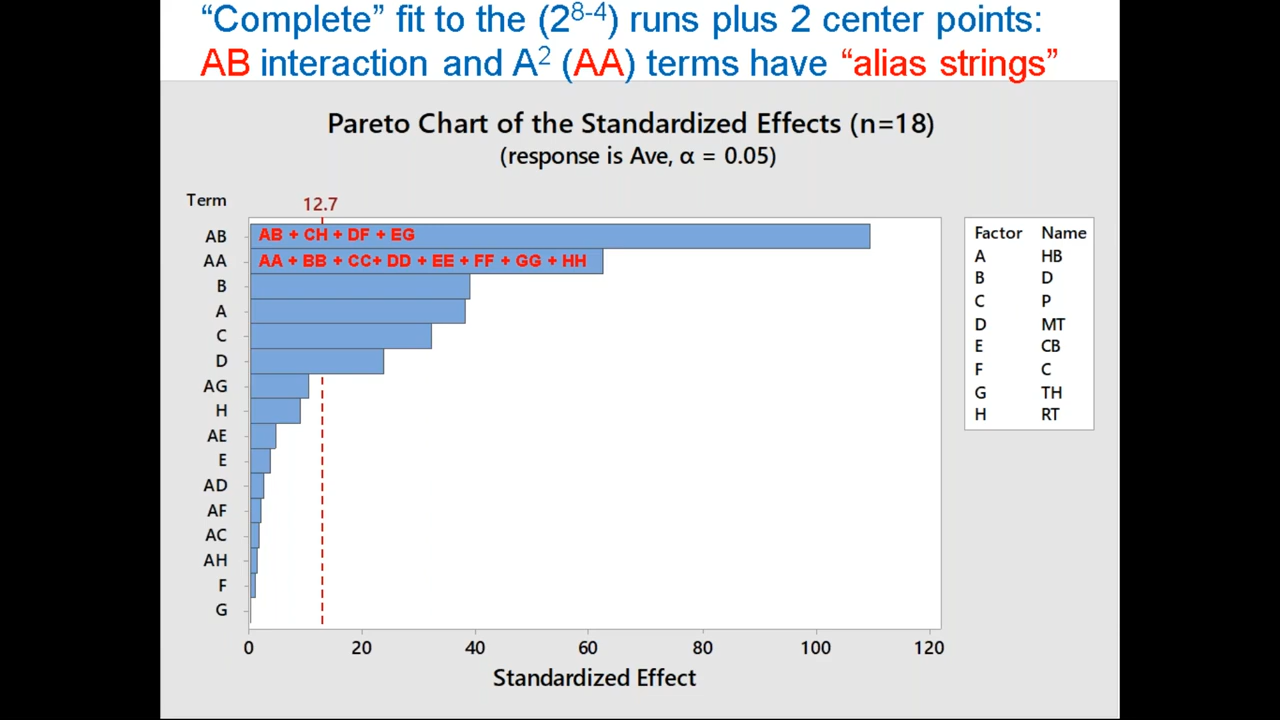 “Complete” fit to the (2⁸⁻⁴) runs plus 2 center points:
AB interaction and A² (AA) terms have “alias strings”
Pareto Chart of the Standardized Effects (n=18)
(response is Ave, α = 0.05)
Term
12.7
AB
AB + CH + DF + EG
AA
AA + BB + CC+ DD + EE + FF + GG + HH
B
A
C
D
AG
H
AE
E
AD
AF
AC
AH
F
G
0 20 40 60 80 100 120
Standardized Effect
Factor Name
A HB
B D
C P
D MT
E CB
F C
G TH
H RT